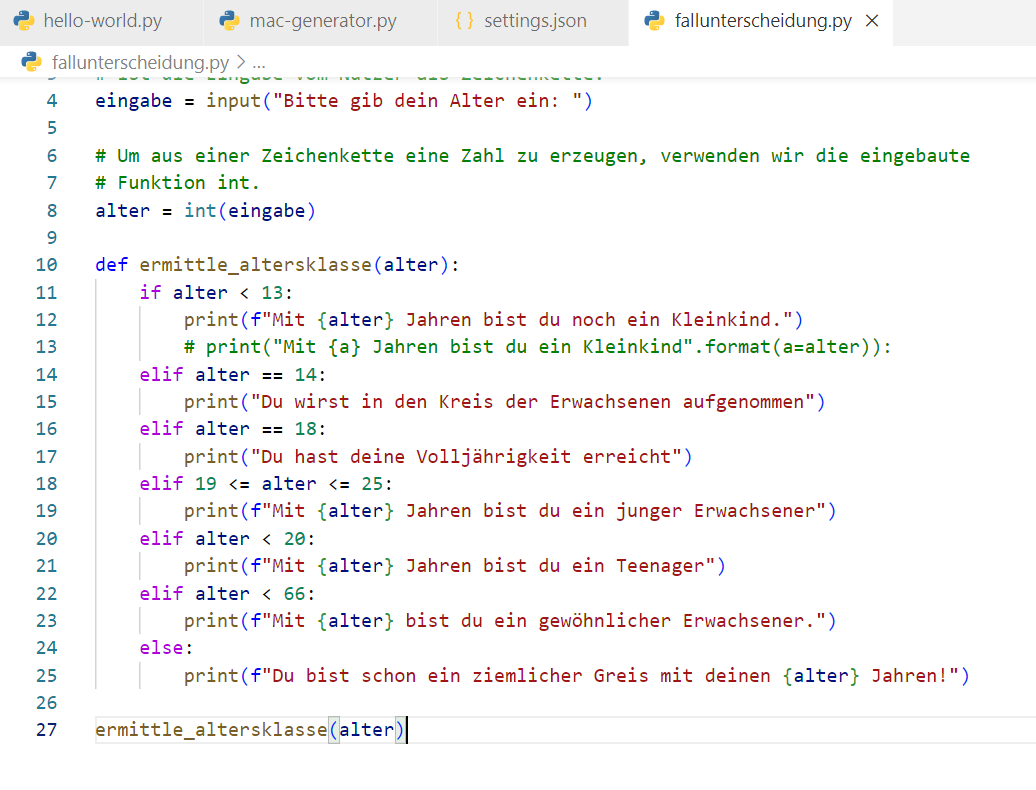 hello-world.py mac-generator.py {} settings.json fallunterscheidung.py ×
fallunterscheidung.py > ...
3 # ist die Eingabe vom Nutzer als Zeichenkette.
4 eingabe = input("Bitte gib dein Alter ein: ")
5
6 # Um aus einer Zeichenkette eine Zahl zu erzeugen, verwenden wir die eingebaute
7 # Funktion int.
8 alter = int(eingabe)
9
10 def ermittle_altersklasse(alter):
11     if alter < 13:
12         print(f"Mit {alter} Jahren bist du noch ein Kleinkind.")
13         # print("Mit {a} Jahren bist du ein Kleinkind".format(a=alter)):
14     elif alter == 14:
15         print("Du wirst in den Kreis der Erwachsenen aufgenommen")
16     elif alter == 18:
17         print("Du hast deine Volljährigkeit erreicht")
18     elif 19 <= alter <= 25:
19         print(f"Mit {alter} Jahren bist du ein junger Erwachsener")
20     elif alter < 20:
21         print(f"Mit {alter} Jahren bist du ein Teenager")
22     elif alter < 66:
23         print(f"Mit {alter} bist du ein gewöhnlicher Erwachsener.")
24     else:
25         print(f"Du bist schon ein ziemlicher Greis mit deinen {alter} Jahren!")
26
27 ermittle_altersklasse(alter)